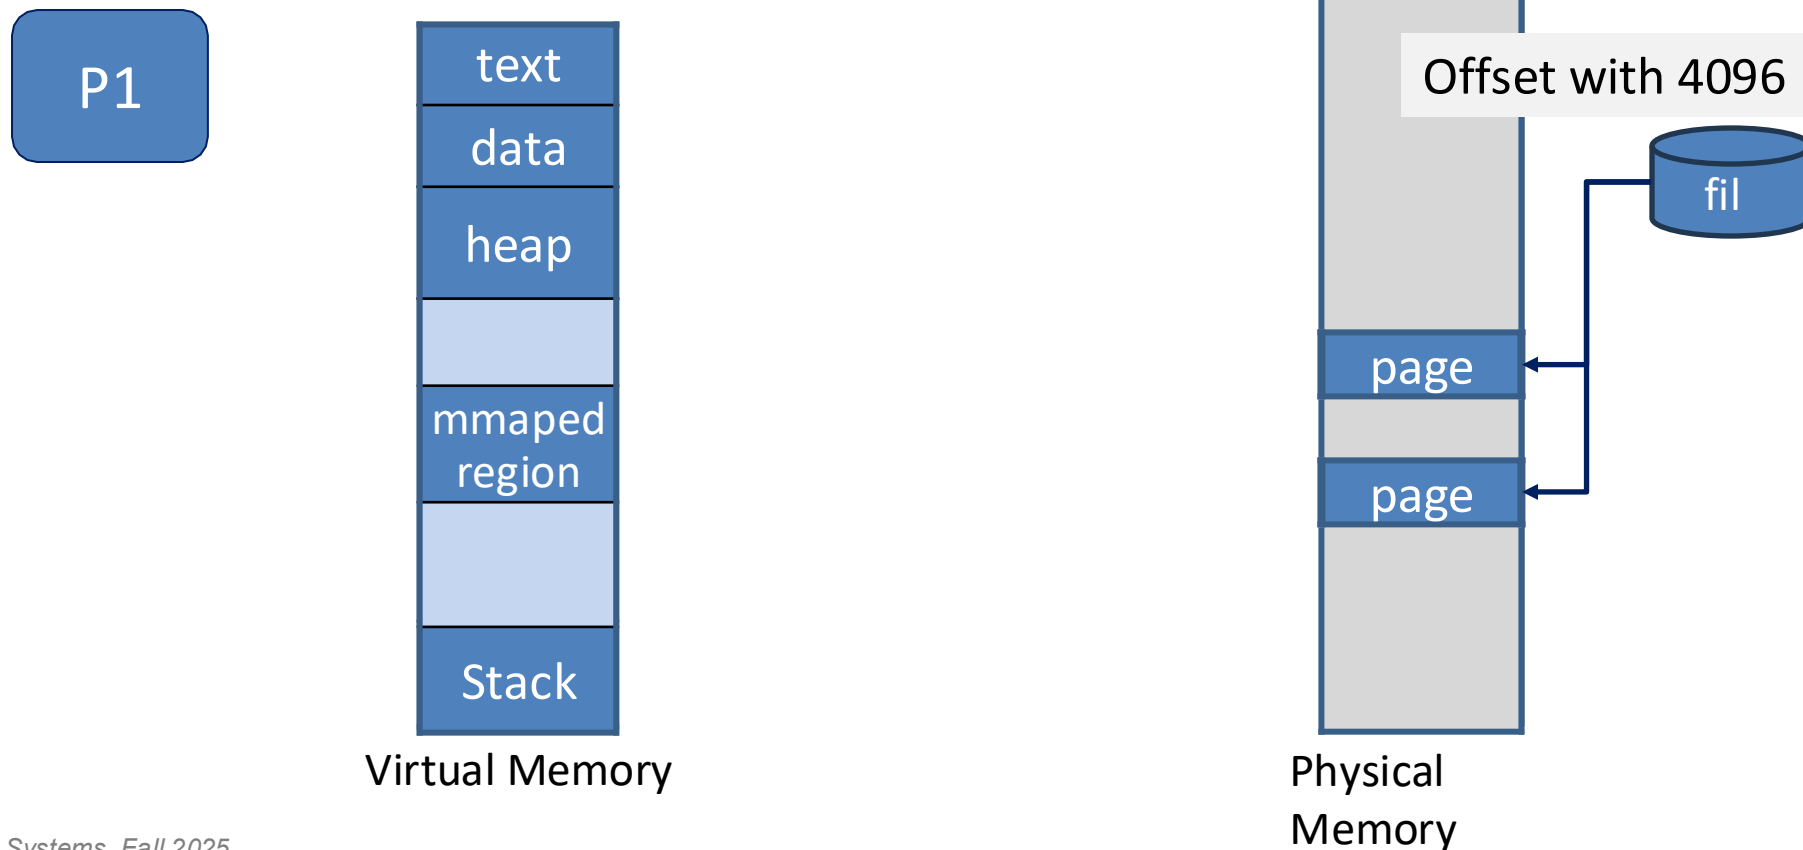 P1
text
data
heap
mmaped
region
Stack
Virtual Memory
Offset with 4096
fil
page
page
Physical
Memory
Systems, Fall 2025